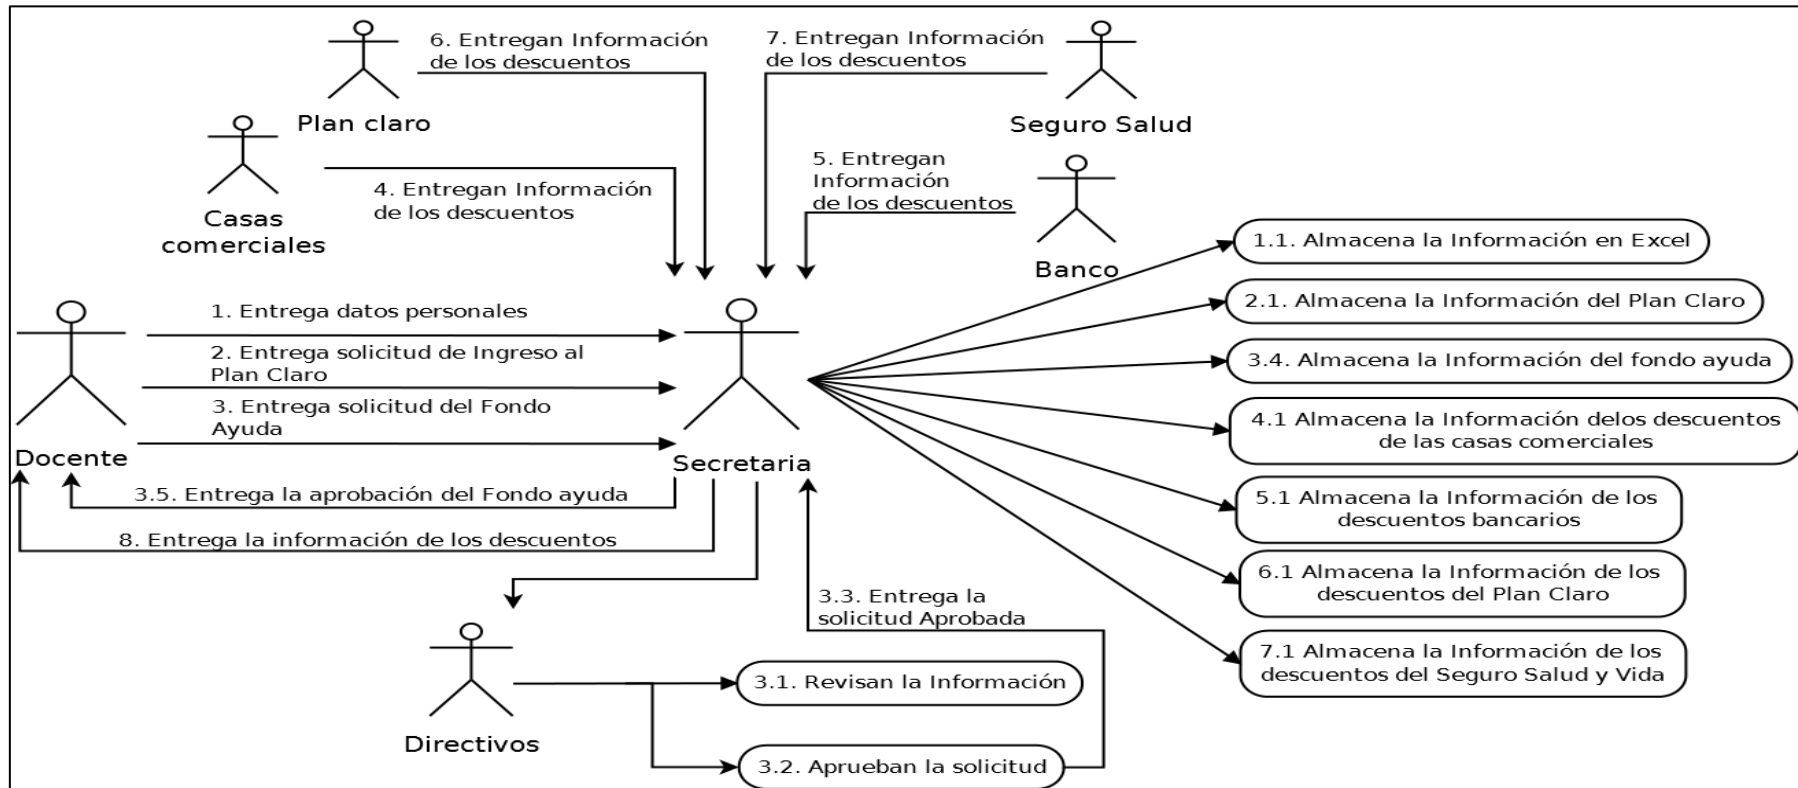 6. Entregan Información
de los descuentos
7. Entregan Información
de los descuentos
Plan claro
Seguro Salud
Casas
comerciales
4. Entregan Información
de los descuentos
5. Entregan
Información
de los descuentos
Banco
1.1. Almacena la Información en Excel
2.1. Almacena la Información del Plan Claro
3.4. Almacena la Información del fondo ayuda
4.1 Almacena la Información delos descuentos
de las casas comerciales
5.1 Almacena la Información de los
descuentos bancarios
6.1 Almacena la Información de los
descuentos del Plan Claro
7.1 Almacena la Información de los
descuentos del Seguro Salud y Vida
1. Entrega datos personales
2. Entrega solicitud de Ingreso al
Plan Claro
3. Entrega solicitud del Fondo
Ayuda
Docente
Secretaria
3.5. Entrega la aprobación del Fondo ayuda
8. Entrega la información de los descuentos
3.3. Entrega la
solicitud Aprobada
Directivos
3.1. Revisan la Información
3.2. Aprueban la solicitud